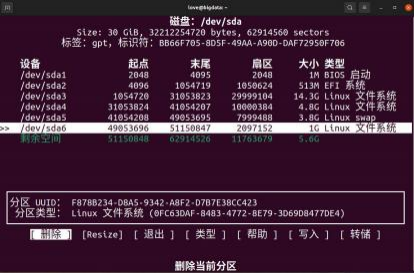 love@bigdata: ~
磁盘：/dev/sda
Size: 30 GiB, 32212254720 bytes, 62914560 sectors
标签：gpt，标识符：BB66F705-8D5F-49AA-A90D-DAF72950F706
设备 起点 末尾 扇区 大小 类型
/dev/sda1 2048 4095 2048 1M BIOS 启动
/dev/sda2 4096 1054719 1050624 513M EFI 系统
/dev/sda3 1054720 31053823 29999104 14.3G Linux 文件系统
/dev/sda4 31053824 41054207 10000384 4.8G Linux 文件系统
/dev/sda5 41054208 49053695 7999488 3.8G Linux swap
>> /dev/sda6 49053696 51150847 2097152 1G Linux 文件系统
剩余空间 51150848 62914526 11763679 5.6G
分区 UUID： F878B234-D8A5-9342-A8F2-D7B7E38CC423
分区类型： Linux 文件系统 (0FC63DAF-8483-4772-8E79-3D69D8477DE4)
[ 删除 ] [Resize] [ 退出 ] [ 类型 ] [ 帮助 ] [ 写入 ] [ 转储 ]
删除当前分区